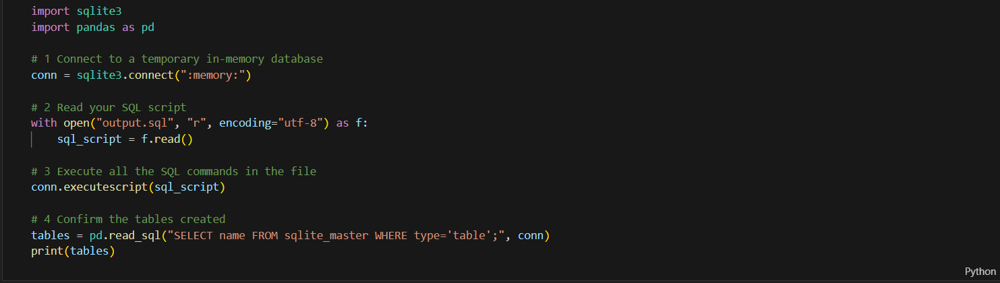 import sqlite3
import pandas as pd
# 1 Connect to a temporary in-memory database
conn = sqlite3.connect(":memory:")
# 2 Read your SQL script
with open("output.sql", "r", encoding="utf-8") as f:
    sql_script = f.read()
# 3 Execute all the SQL commands in the file
conn.executescript(sql_script)
# 4 Confirm the tables created
tables = pd.read_sql("SELECT name FROM sqlite_master WHERE type='table';", conn)
print(tables)
Python